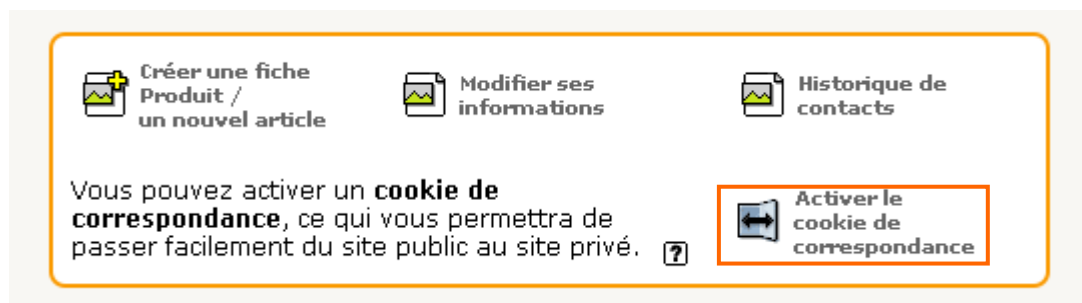 Créer une fiche
Produit /
un nouvel article
Modifier ses
informations
Historique de
contacts
Vous pouvez activer un cookie de
correspondance, ce qui vous permettra de
passer facilement du site public au site privé. ?
Activer le
cookie de
correspondance